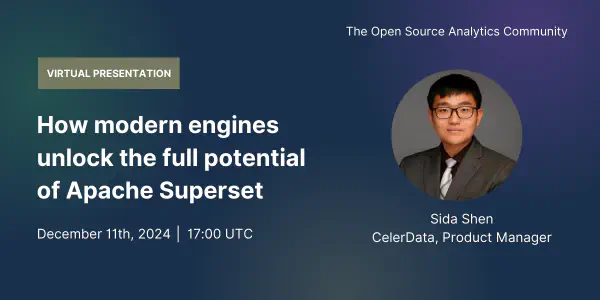 The Open Source Analytics Community
VIRTUAL PRESENTATION
How modern engines
unlock the full potential
of Apache Superset
December 11th, 2024 | 17:00 UTC
Sida Shen
CelerData, Product Manager